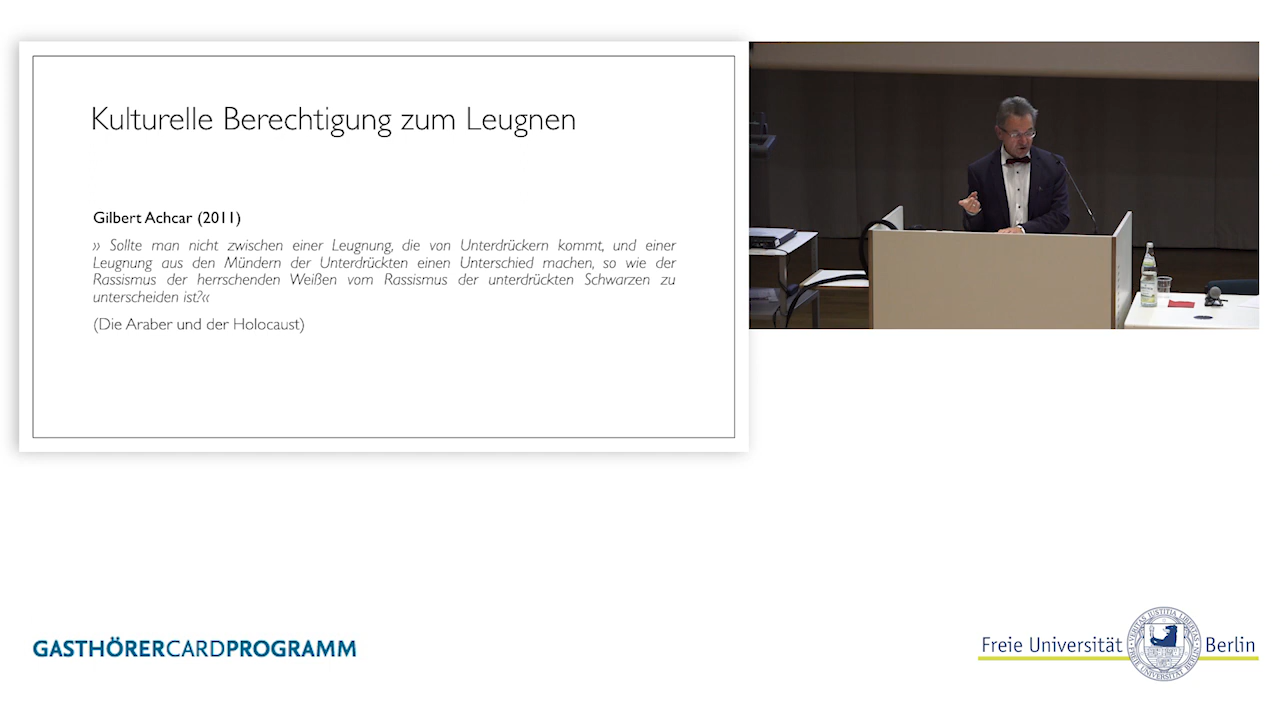 Kulturelle Berechtigung zum Leugnen
Gilbert Achcar (2011)
» Sollte man nicht zwischen einer Leugnung, die von Unterdrückern kommt, und einer
Leugnung aus den Mündern der Unterdrückten einen Unterschied machen, so wie der
Rassismus der herrschenden Weißen vom Rassismus der unterdrückten Schwarzen zu
unterscheiden ist?«
(Die Araber und der Holocaust)
GASTHÖRERCARDPROGRAMM
Freie Universität Berlin